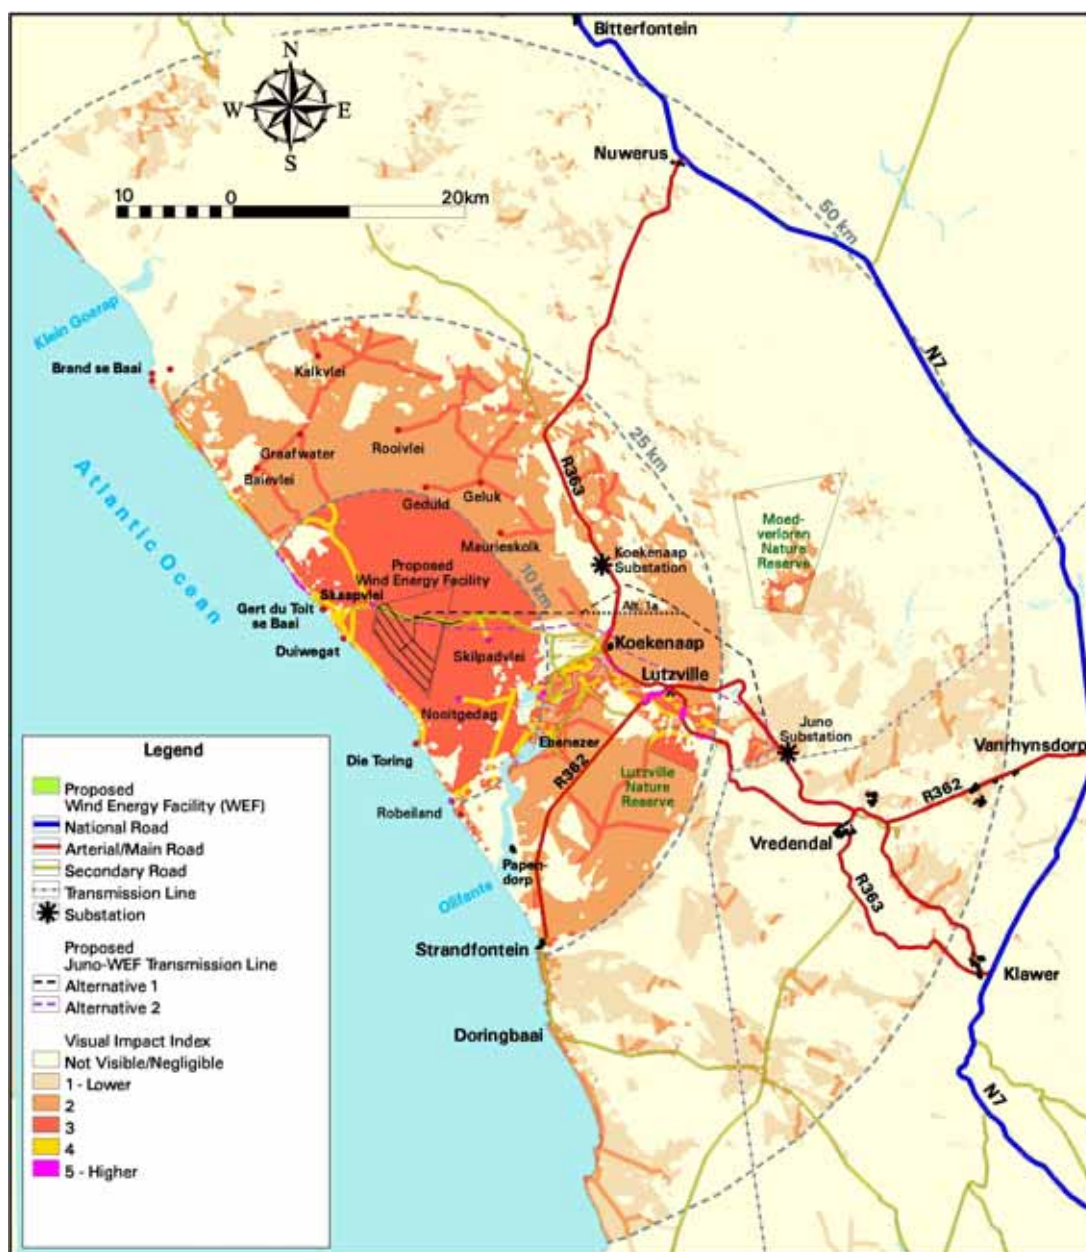 Bitterfontein
N
W
E
S
Nuwerus
10
0
20km
50 km
Klein Goerap
N7
Brand se Baai
Kalkvlei
25 km
Graafwater
Rooivlei
R363
Baievlei
Geduld
Geluk
Moed-
verloren
Nature
Reserve
Atlantic Ocean
Maurieskolk
Koekenaap
Substation
Proposed
Wind Energy Facility
10 km
Skaapvlei
Gert du Toit
se Baai
Alt. 1a
Duiwegat
Skilpadvlei
Koekenaap
Lutzville
Nooitgedag
Juno
Substation
Ebenezer
Vanrhynsdorp
Die Toring
R362
Lutzville
Nature
Reserve
R362
Robeiland
Vredendal
Papen-
dorp
R363
Olifants
Strandfontein
Klawer
Doringbaai
N7
Legend
Proposed
Wind Energy Facility (WEF)
National Road
Arterial/Main Road
Secondary Road
Transmission Line
Substation
Proposed
Juno-WEF Transmission Line
Alternative 1
Alternative 2
Visual Impact Index
Not Visible/Negligible
1 - Lower
2
3
4
5 - Higher